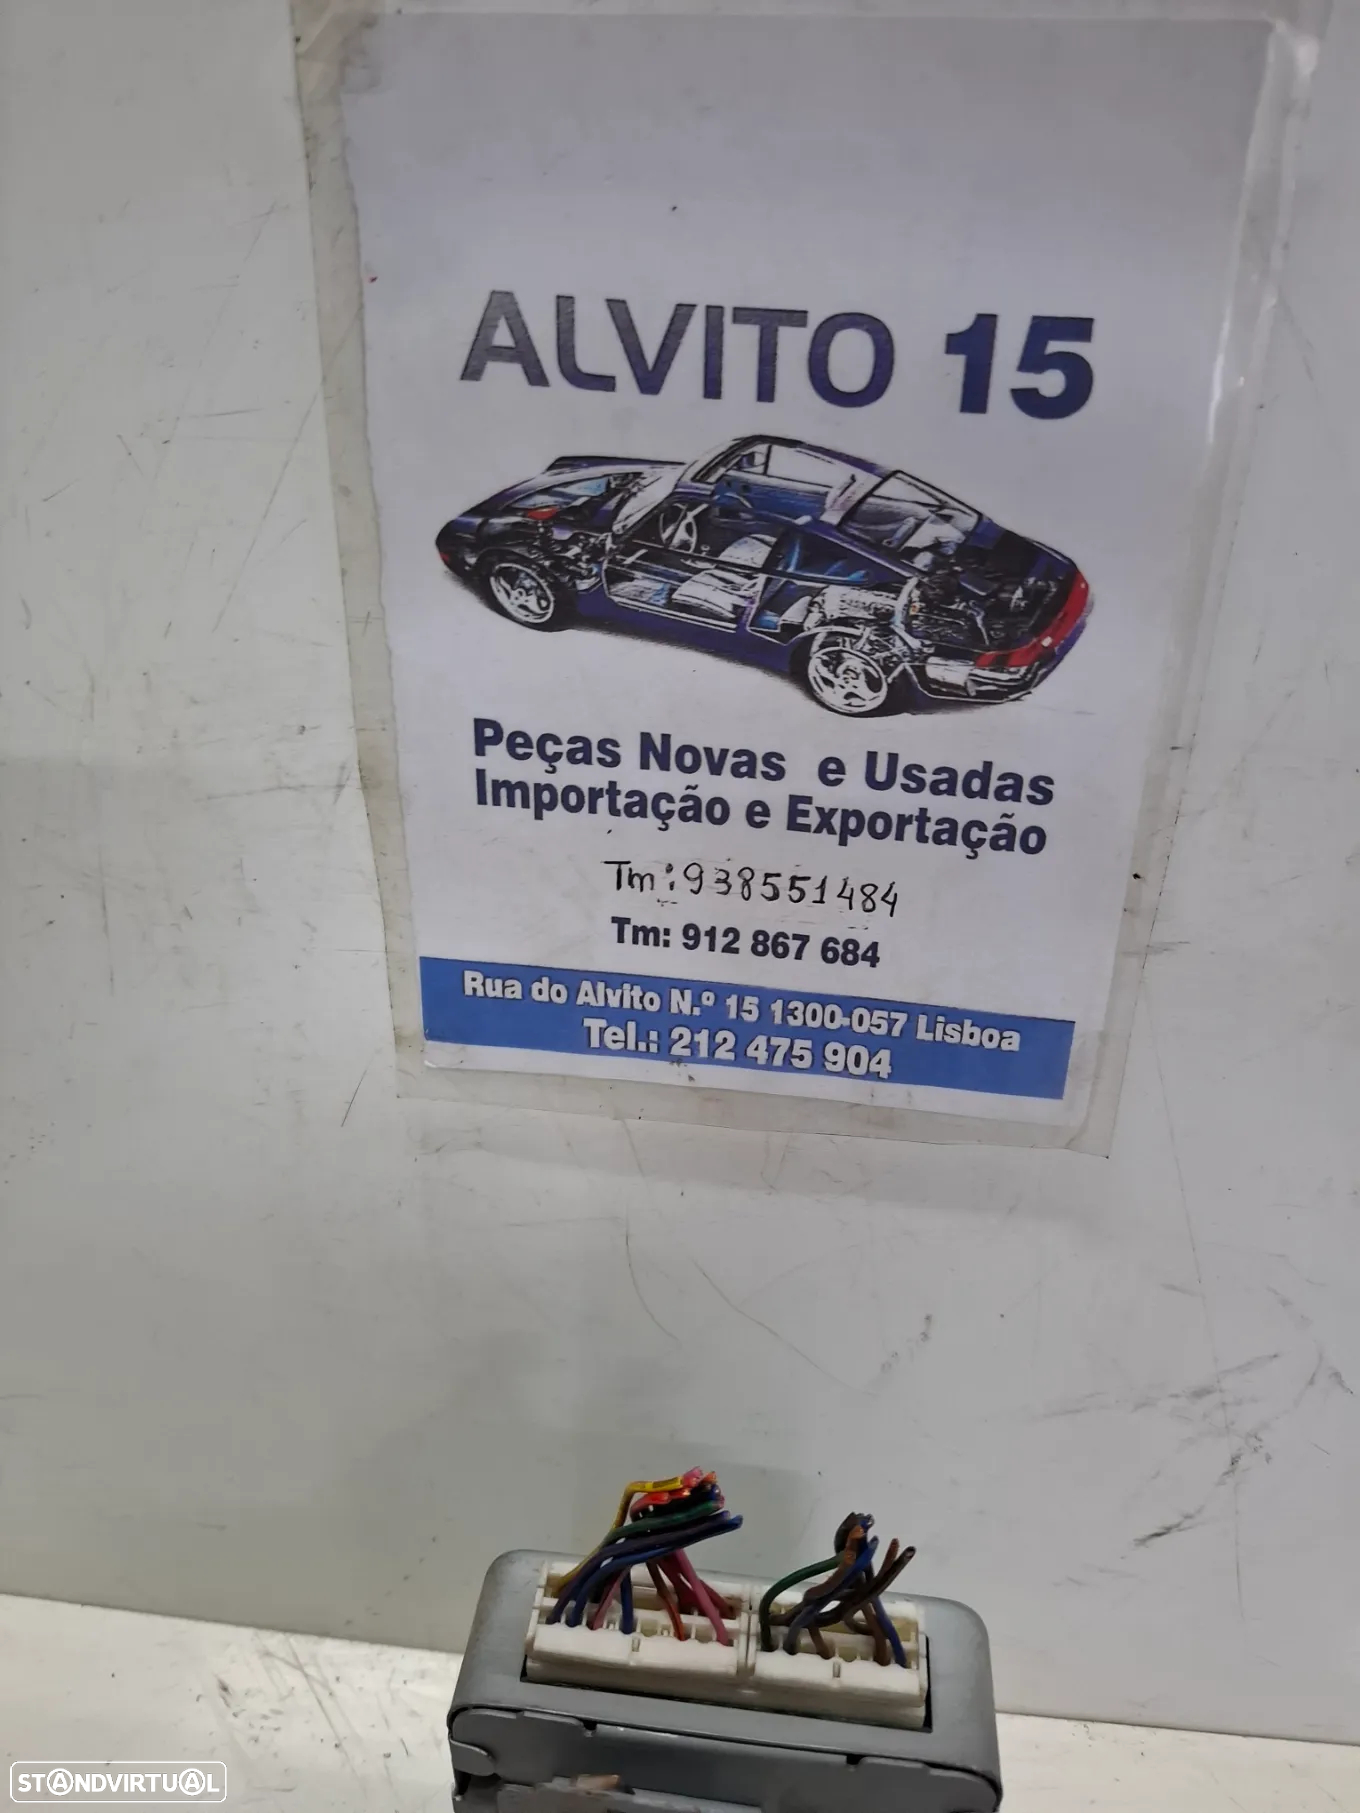 ALVITO 15
Peças Novas e Usadas
Importação e Exportação
Tm: 938551484
Tm: 912 867 684
Rua do Alvito N.º 15 1300-057 Lisboa
Tel.: 212 475 904
STANDVIRTUAL